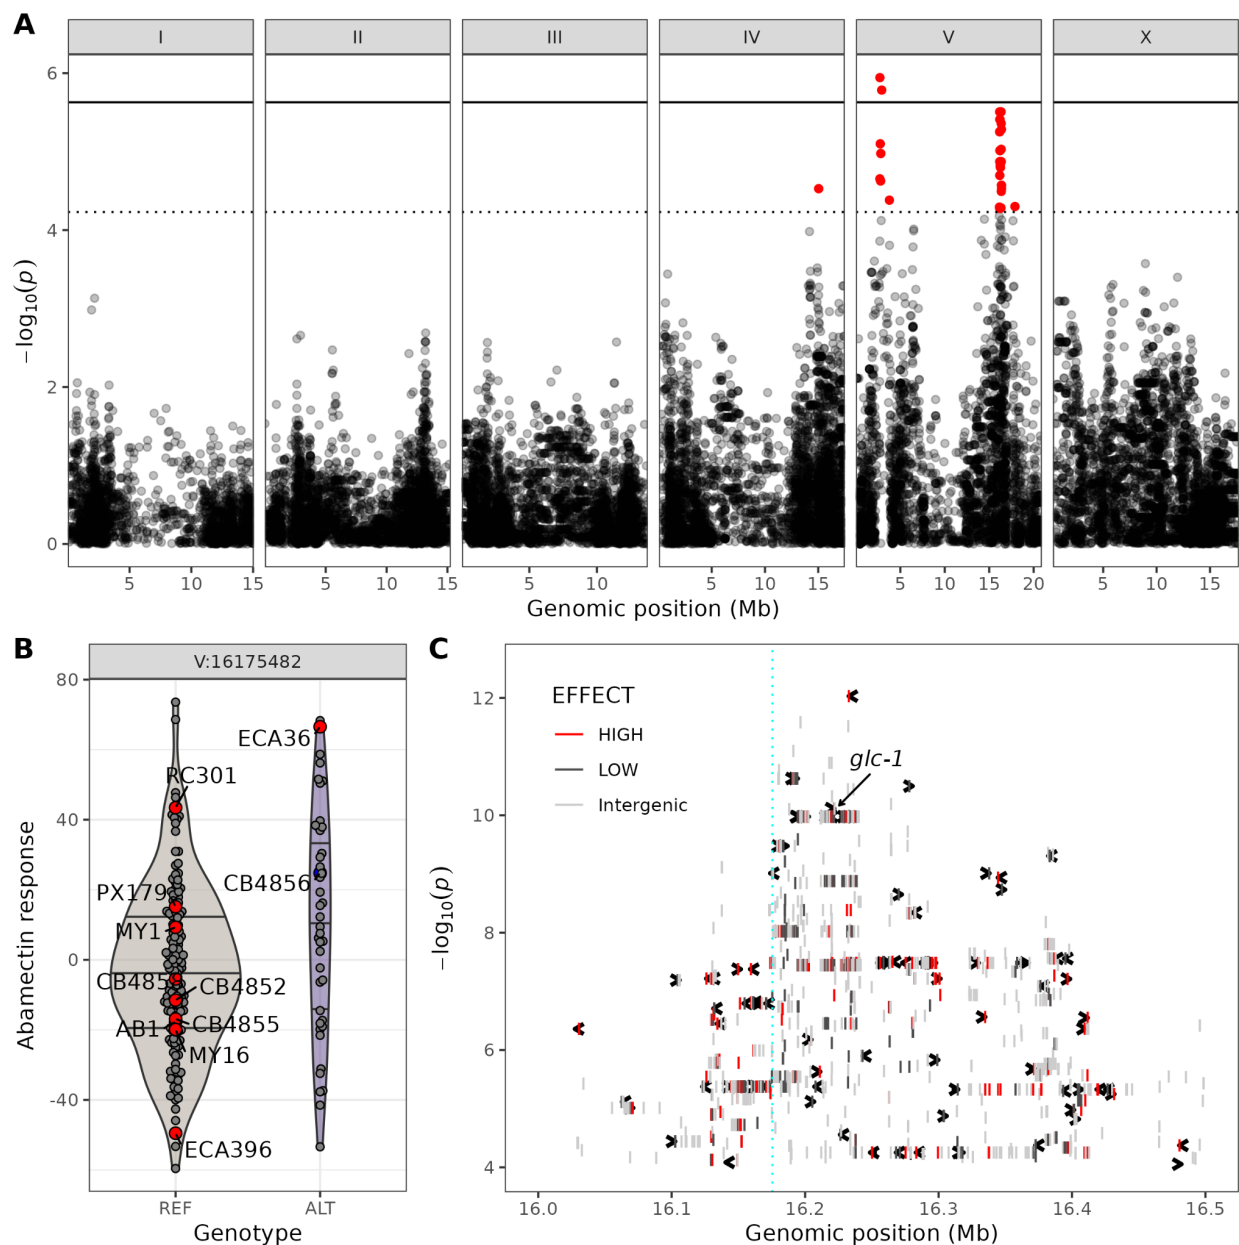 A
I II III IV V X
6
4
2
0
−log10(p)
5 10 15 5 10 15 5 10 5 10 15 5 10 15 20 5 10 15
Genomic position (Mb)
B
V:16175482
80
40
0
-40
Abamectin response
ECA36
RC301
CB4856
PX179
MY1
CB485
CB4852
AB1
CB4855
MY16
ECA396
REF ALT
Genotype
C
EFFECT
HIGH
LOW
Intergenic
glc-1
12
10
8
6
4
−log10(p)
16.0 16.1 16.2 16.3 16.4 16.5
Genomic position (Mb)